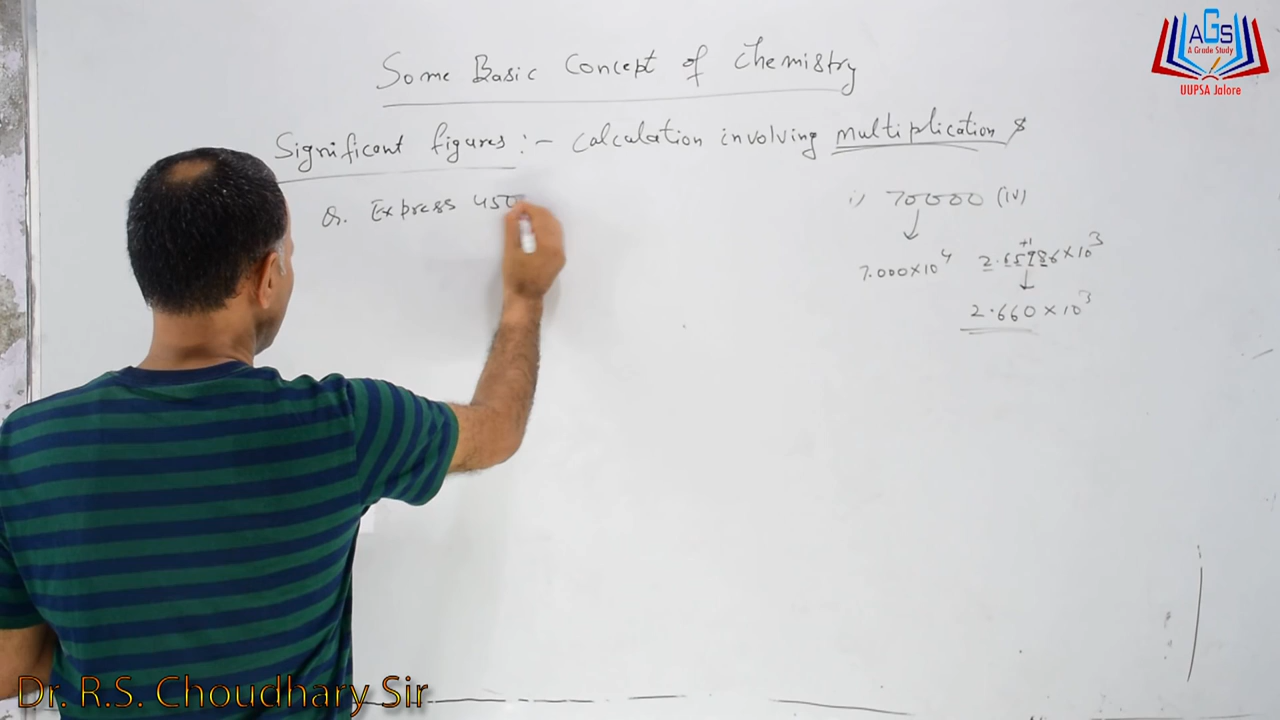 Some Basic Concept of Chemistry
Significant figures :- Calculation involving multiplication &
Q. Express 450
i) 70000 (IV)
7.000×10⁴
+1
2.65986×10³
2.660×10³
AGS
A Grade Study
UUPSA Jalore
Dr. R.S. Choudhary Sir